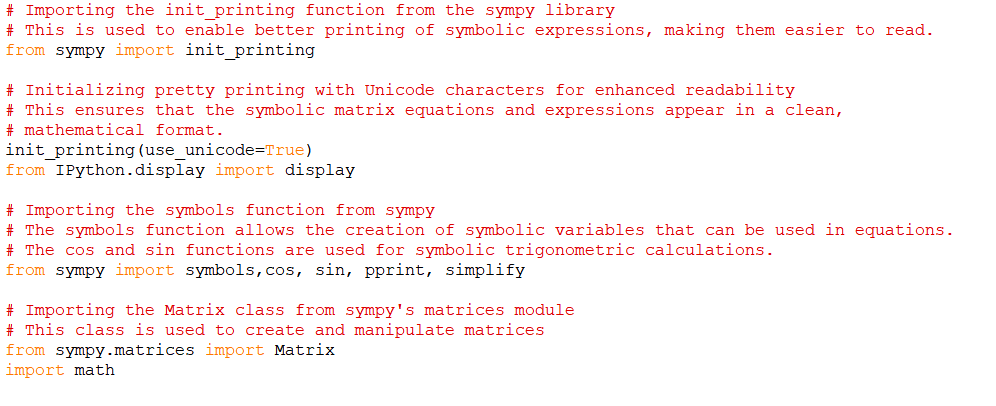 # Importing the init_printing function from the sympy library
# This is used to enable better printing of symbolic expressions, making them easier to read.
from sympy import init_printing
# Initializing pretty printing with Unicode characters for enhanced readability
# This ensures that the symbolic matrix equations and expressions appear in a clean,
# mathematical format.
init_printing(use_unicode=True)
from IPython.display import display
# Importing the symbols function from sympy
# The symbols function allows the creation of symbolic variables that can be used in equations.
# The cos and sin functions are used for symbolic trigonometric calculations.
from sympy import symbols,cos, sin, pprint, simplify
# Importing the Matrix class from sympy's matrices module
# This class is used to create and manipulate matrices
from sympy.matrices import Matrix
import math